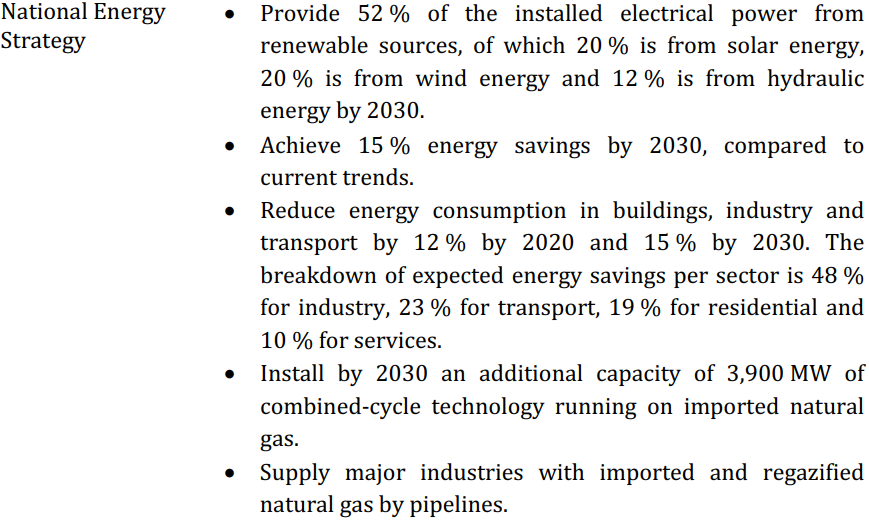 National Energy
Strategy
• Provide 52 % of the installed electrical power from
renewable sources, of which 20 % is from solar energy,
20 % is from wind energy and 12 % is from hydraulic
energy by 2030.
• Achieve 15 % energy savings by 2030, compared to
current trends.
• Reduce energy consumption in buildings, industry and
transport by 12 % by 2020 and 15 % by 2030. The
breakdown of expected energy savings per sector is 48 %
for industry, 23 % for transport, 19 % for residential and
10 % for services.
• Install by 2030 an additional capacity of 3,900 MW of
combined-cycle technology running on imported natural
gas.
• Supply major industries with imported and regazified
natural gas by pipelines.